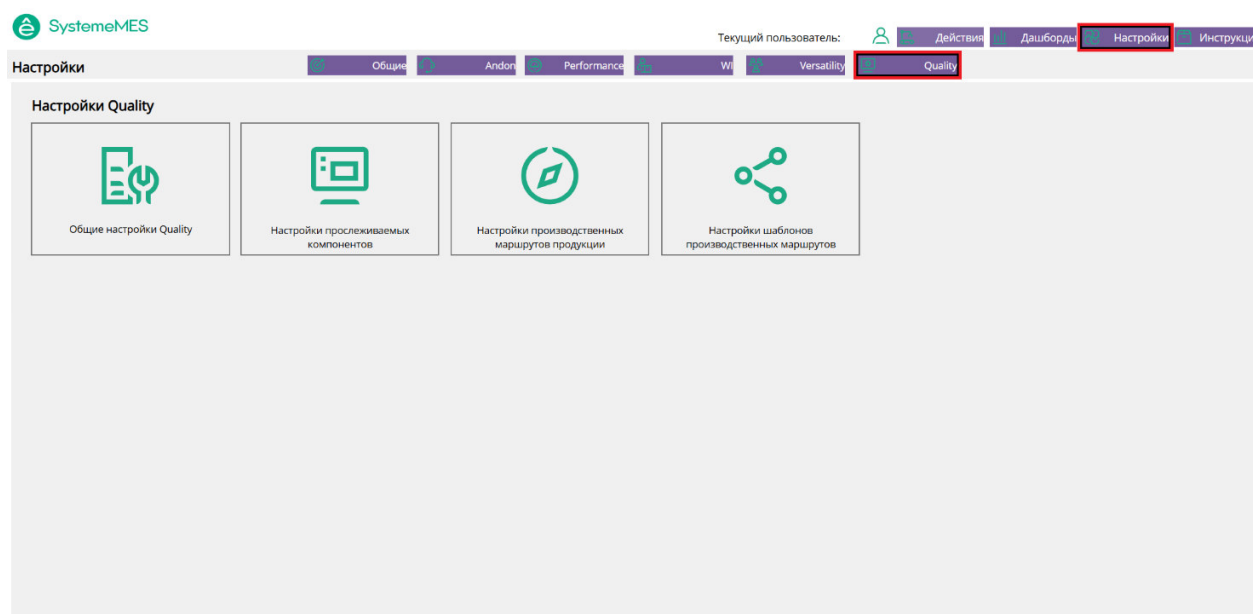 SystemeMES
Текущий пользователь:
Действия
Дашборды
Настройки
Инструкци
Настройки
Общие
Andon
Performance
WI
Versatility
Quality
Настройки Quality
Общие настройки Quality
Настройки прослеживаемых
компонентов
Настройки производственных
маршрутов продукции
Настройки шаблонов
производственных маршрутов